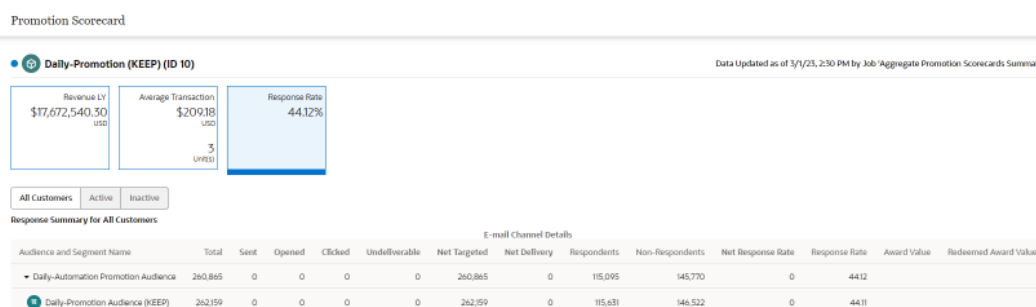 Promotion Scorecard
Daily-Promotion (KEEP) (ID 10)
Data Updated as of 3/1/23, 2:30 PM by Job 'Aggregate Promotion Scorecards Summa
Revenue LY
$17,672,540.30
USD
Average Transaction
$209.18
USD
3
Unit(s)
Response Rate
44.12%
All Customers Active Inactive
Response Summary for All Customers
E-mail Channel Details
Audience and Segment Name Total Sent Opened Clicked Undeliverable Net Targeted Net Delivery Respondents Non-Respondents Net Response Rate Response Rate Award Value Redeemed Award Value
Daily-Automation Promotion Audience 260,865 0 0 0 0 260,865 0 115,095 145,770 0 44.12
Daily-Promotion Audience (KEEP) 262,159 0 0 0 0 262,159 0 115,631 146,522 0 44.11